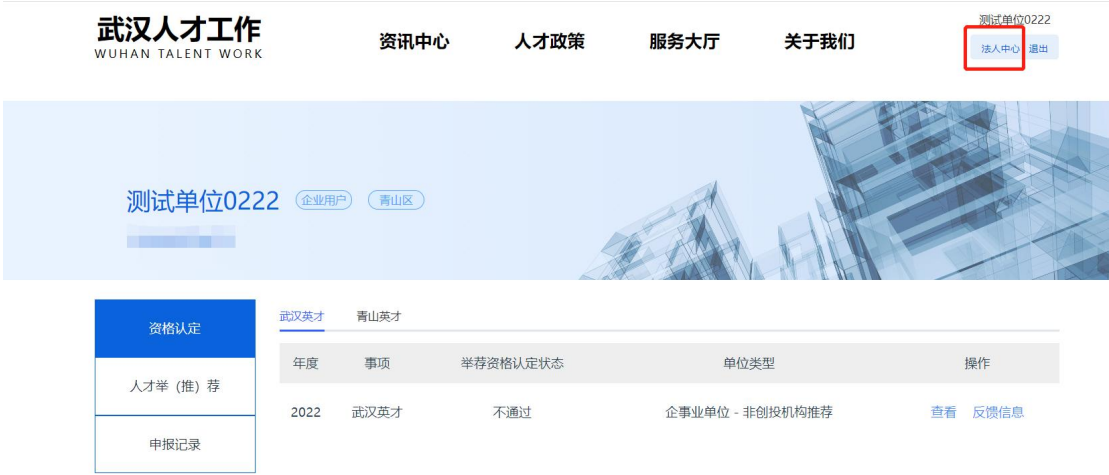 武汉人才工作
WUHAN TALENT WORK
资讯中心 人才政策 服务大厅 关于我们
测试单位0222
法人中心 退出
测试单位0222 企业用户 青山区
资格认定
人才举（推）荐
申报记录
武汉英才 青山英才
年度 事项 举荐资格认定状态 单位类型 操作
2022 武汉英才 不通过 企事业单位 - 非创投机构推荐 查看 反馈信息